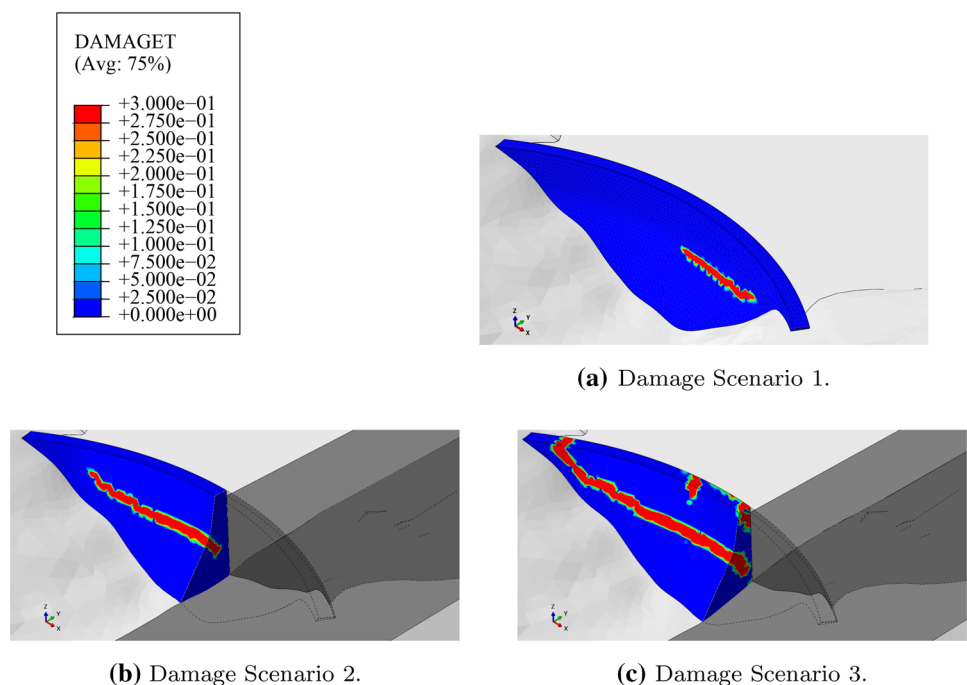 DAMAGET
(Avg: 75%)
+3.000e−01
+2.750e−01
+2.500e−01
+2.250e−01
+2.000e−01
+1.750e−01
+1.500e−01
+1.250e−01
+1.000e−01
+7.500e−02
+5.000e−02
+2.500e−02
+0.000e+00
Z
Y
X
(a) Damage Scenario 1.
Z
Y
X
(b) Damage Scenario 2.
Z
Y
X
(c) Damage Scenario 3.